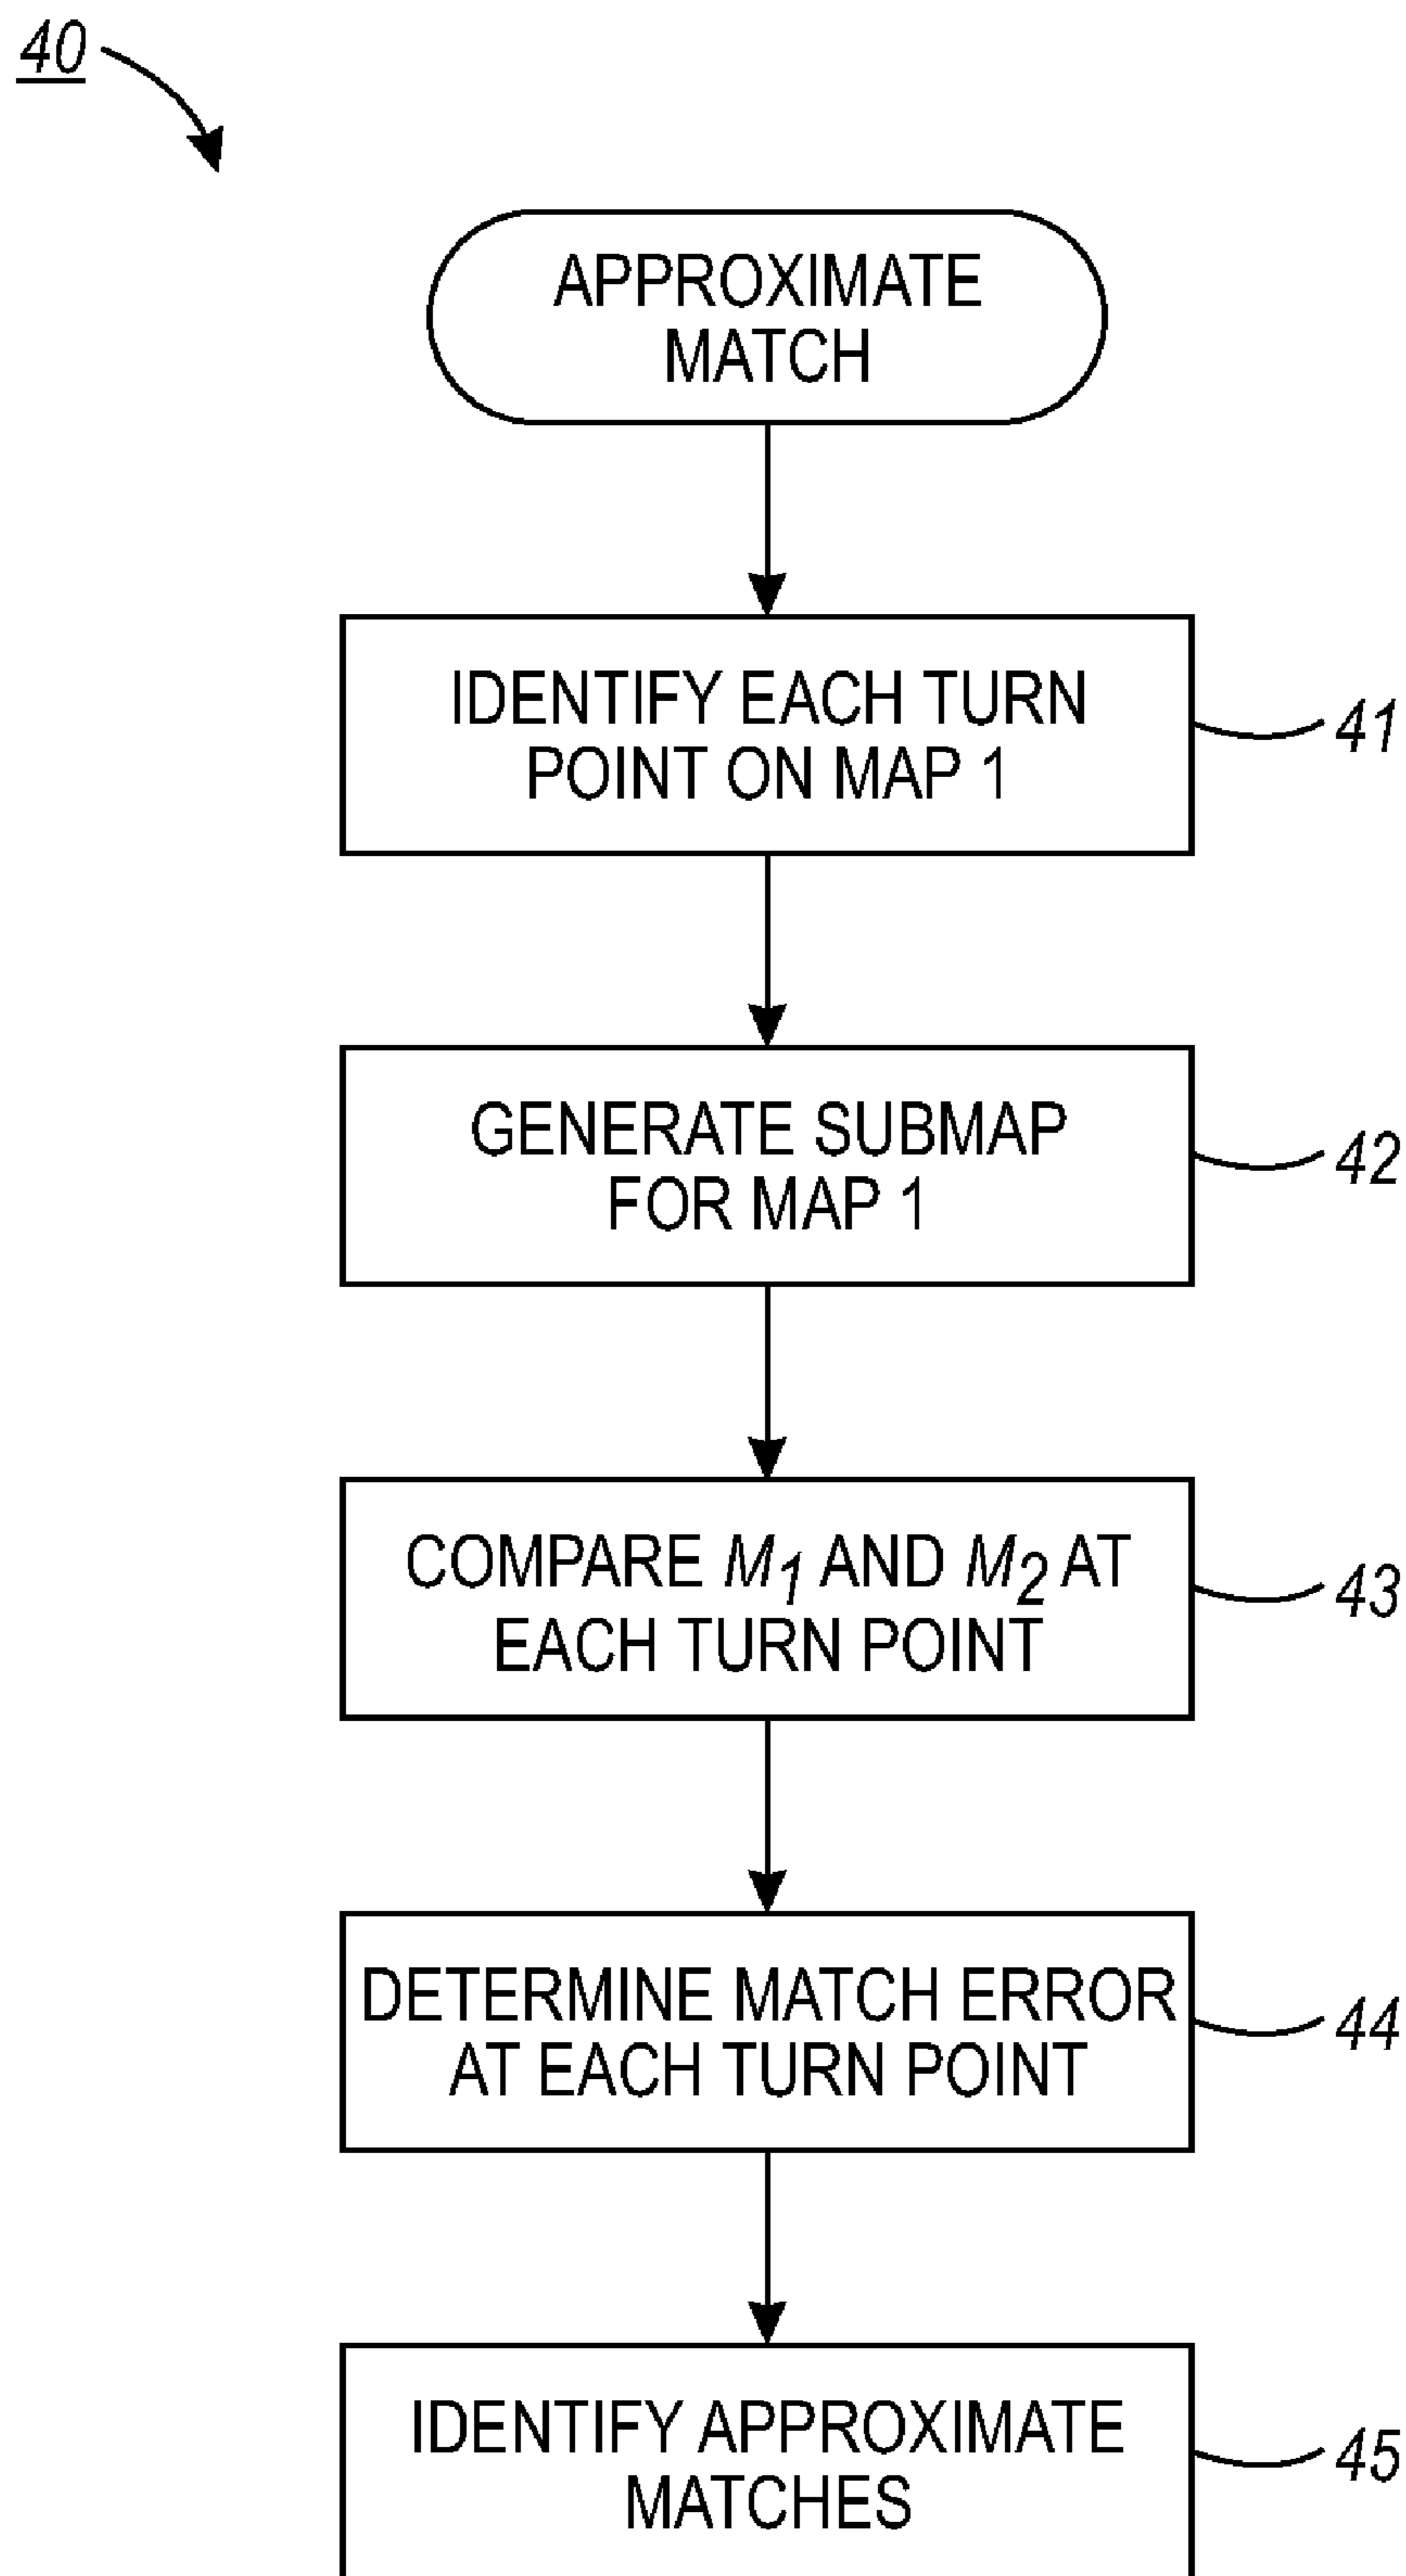 40
APPROXIMATE
MATCH
IDENTIFY EACH TURN
POINT ON MAP 1
41
GENERATE SUBMAP
FOR MAP 1
42
COMPARE M1 AND M2 AT
EACH TURN POINT
43
DETERMINE MATCH ERROR
AT EACH TURN POINT
44
IDENTIFY APPROXIMATE
MATCHES
45